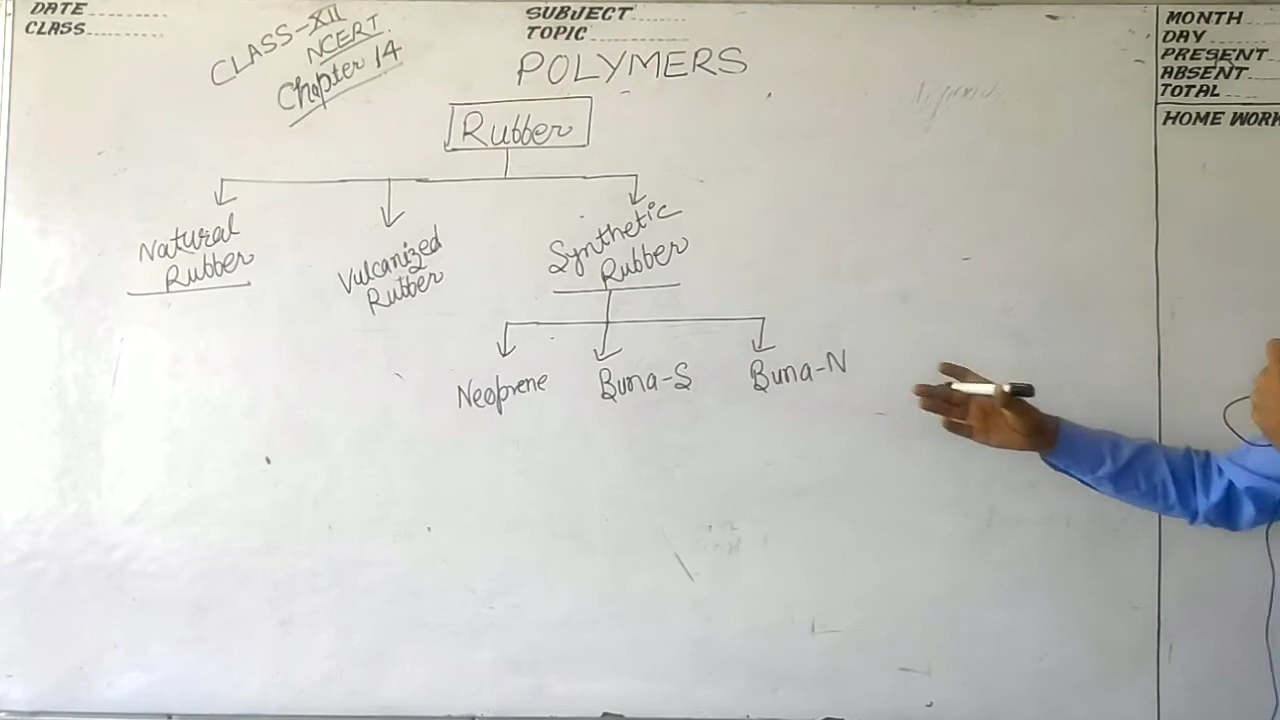 DATE
CLASS
SUBJECT
TOPIC
MONTH
DAY
PRESENT
ABSENT
TOTAL
HOME WORK
CLASS-XII
NCERT
Chapter 14
POLYMERS
Rubber
Natural
Rubber
Vulcanized
Rubber
Synthetic
Rubber
Neoprene
Buna-S
Buna-N